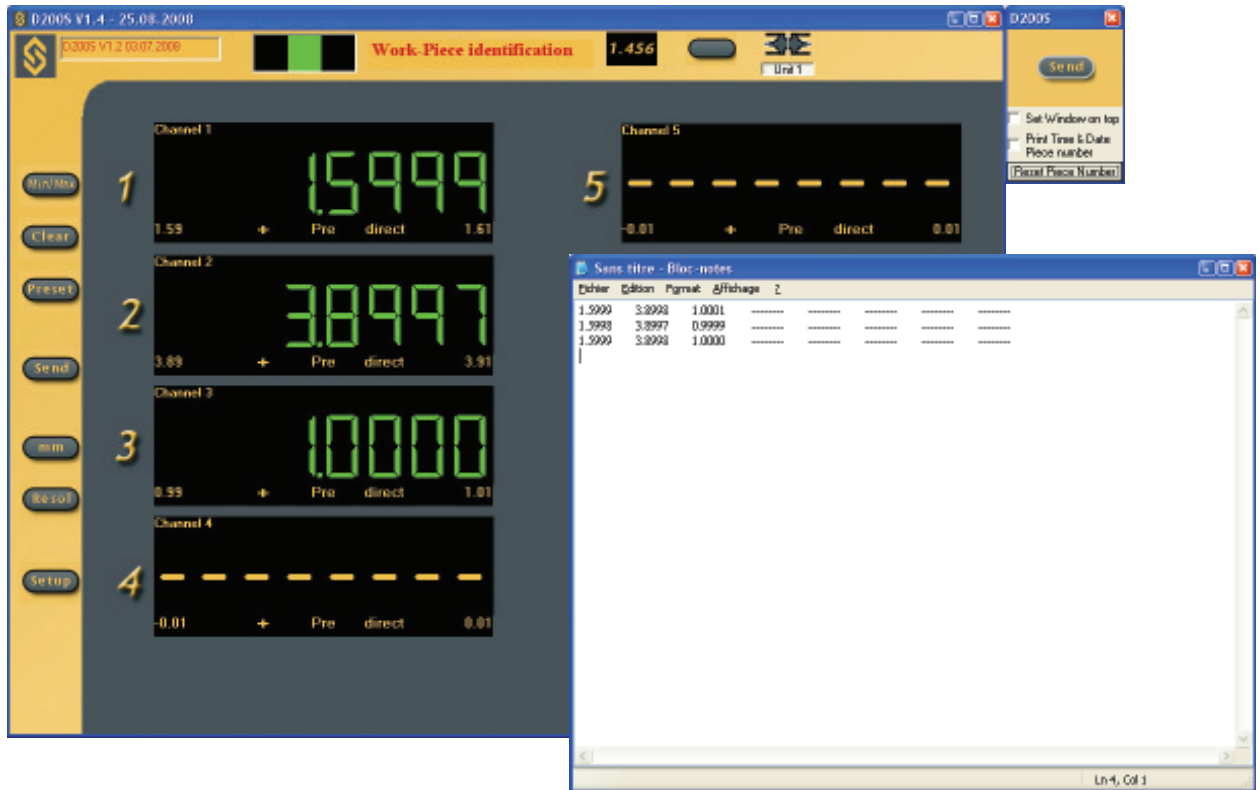 D200S V1.4 - 25.08.2008
D200S V1.2 03.07.2008
Work-Piece identification
1.456
Unit 1
D200S
Send
Set Window on top
Print Time & Date
Piece number
Reset Piece Number
Min/Max
Clear
Preset
Send
mm
Resol
Setup
1
Channel 1
1.5999
1.59 + Pre direct 1.61
2
Channel 2
3.8997
3.89 + Pre direct 3.91
3
Channel 3
1.0000
0.99 + Pre direct 1.01
4
Channel 4
--------
-0.01 + Pre direct 0.01
5
Channel 5
--------
-0.01 + Pre direct 0.01
Sans titre - Bloc-notes
Fichier Edition Format Affichage ?
1.5999 3.8998 1.0001 -------- -------- -------- -------- --------
1.5998 3.8997 0.9999 -------- -------- -------- -------- --------
1.5999 3.8998 1.0000 -------- -------- -------- -------- --------
Ln 4, Col 1